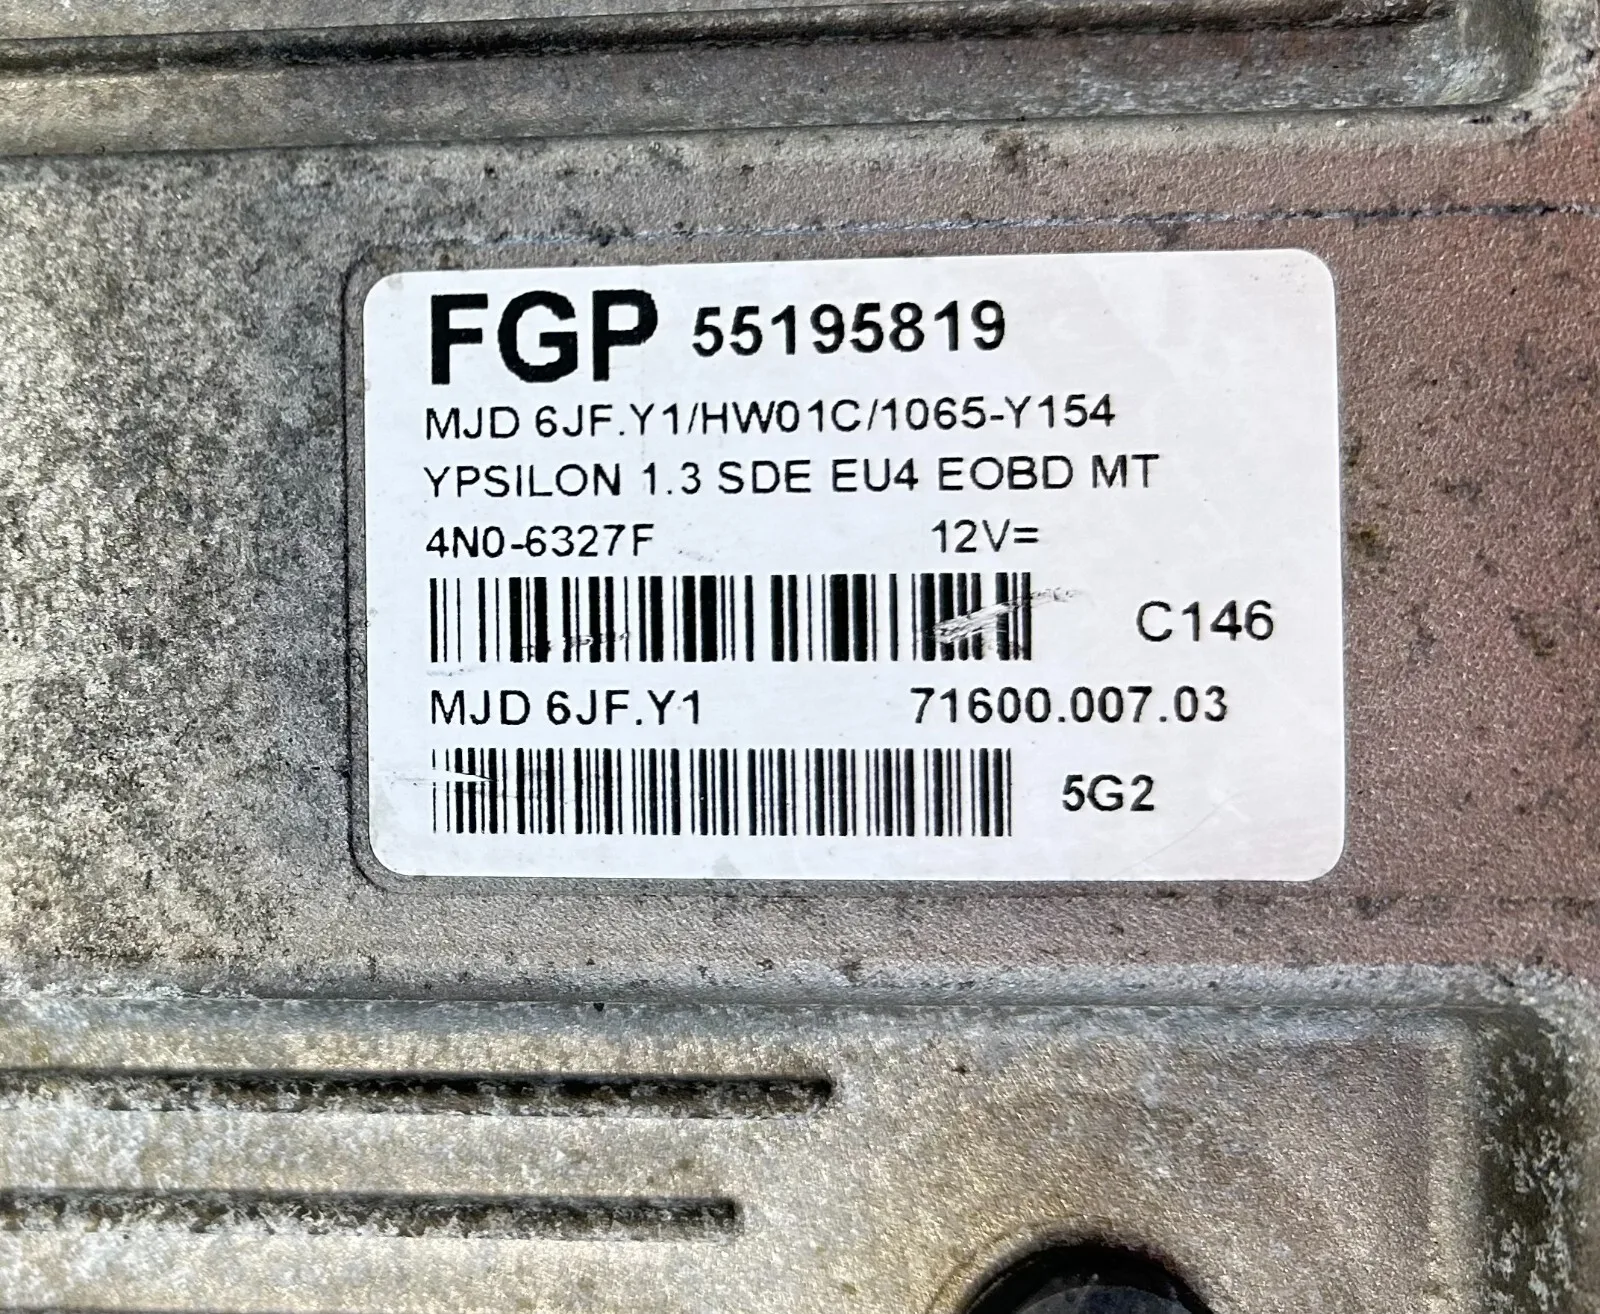 FGP 55195819
MJD 6JF.Y1/HW01C/1065-Y154
YPSILON 1.3 SDE EU4 EOBD MT
4N0-6327F 12V=
C146
MJD 6JF.Y1 71600.007.03
5G2